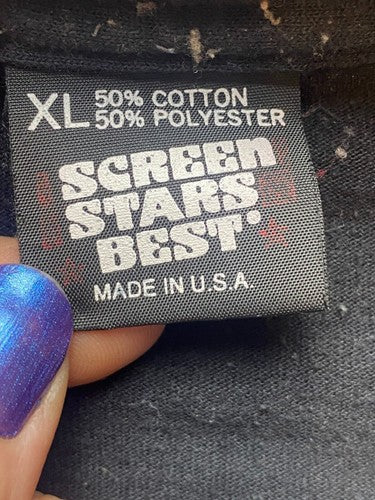 XL 50% COTTON
50% POLYESTER
SCREEN
STARS
BEST®
MADE IN U.S.A.